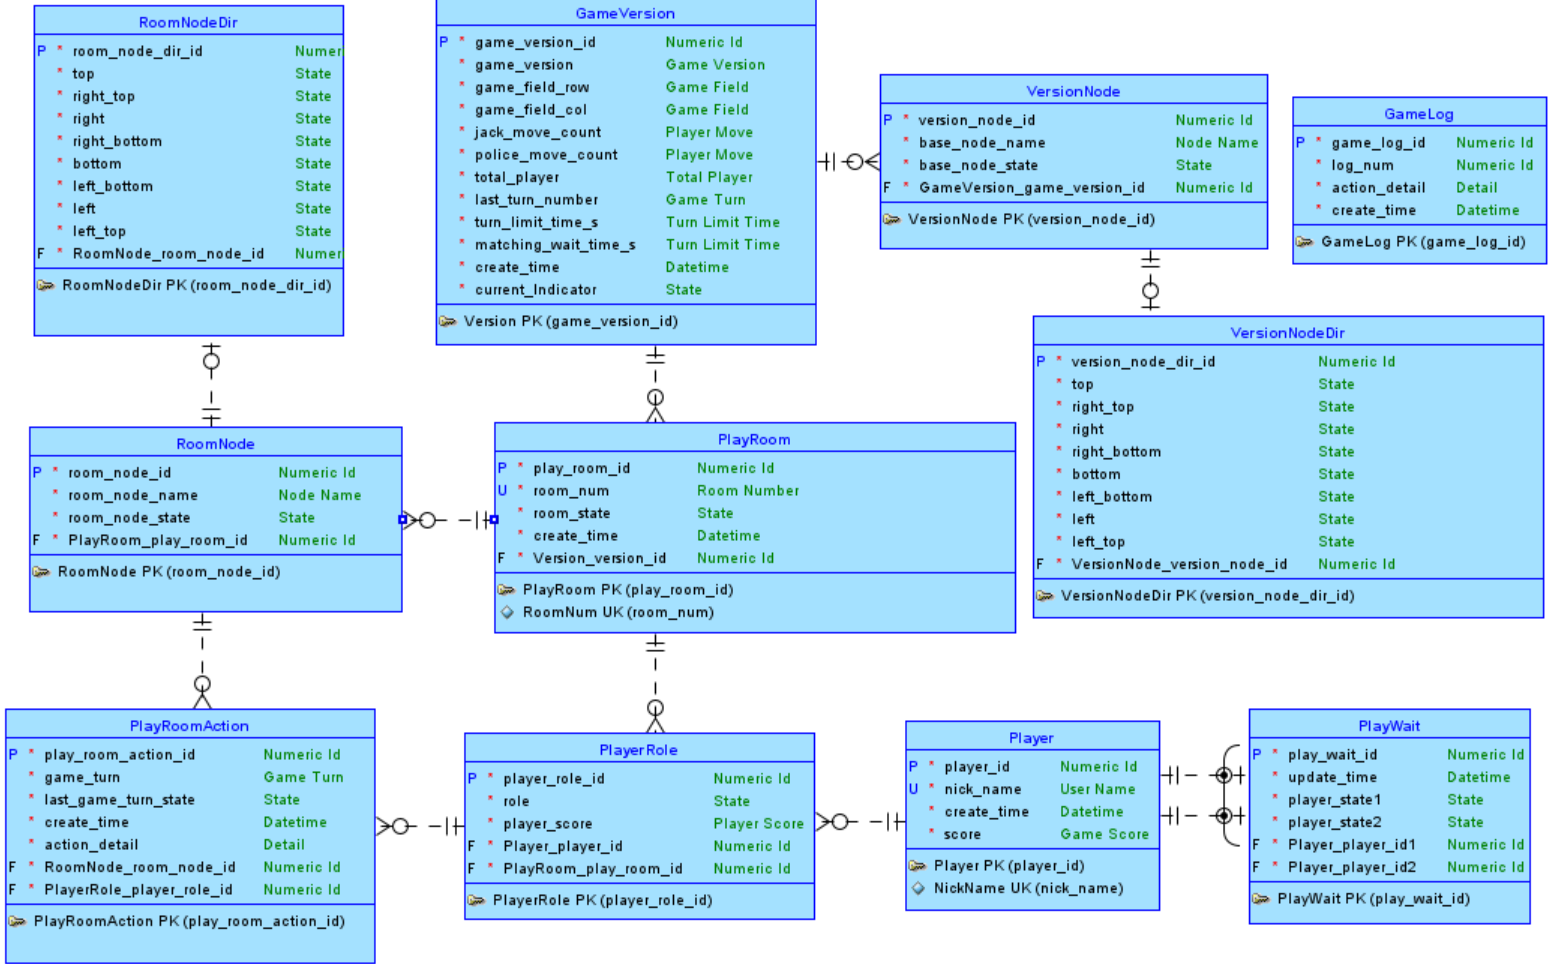 RoomNodeDir
P * room_node_dir_id Numer
* top State
* right_top State
* right State
* right_bottom State
* bottom State
* left_bottom State
* left State
* left_top State
F * RoomNode_room_node_id Numer
RoomNodeDir PK (room_node_dir_id)
GameVersion
P * game_version_id Numeric Id
* game_version Game Version
* game_field_row Game Field
* game_field_col Game Field
* jack_move_count Player Move
* police_move_count Player Move
* total_player Total Player
* last_turn_number Game Turn
* turn_limit_time_s Turn Limit Time
* matching_wait_time_s Turn Limit Time
* create_time Datetime
* current_Indicator State
Version PK (game_version_id)
VersionNode
P * version_node_id Numeric Id
* base_node_name Node Name
* base_node_state State
F * GameVersion_game_version_id Numeric Id
VersionNode PK (version_node_id)
GameLog
P * game_log_id Numeric Id
* log_num Numeric Id
* action_detail Detail
* create_time Datetime
GameLog PK (game_log_id)
VersionNodeDir
P * version_node_dir_id Numeric Id
* top State
* right_top State
* right State
* right_bottom State
* bottom State
* left_bottom State
* left State
* left_top State
F * VersionNode_version_node_id Numeric Id
VersionNodeDir PK (version_node_dir_id)
RoomNode
P * room_node_id Numeric Id
* room_node_name Node Name
* room_node_state State
F * PlayRoom_play_room_id Numeric Id
RoomNode PK (room_node_id)
PlayRoom
P * play_room_id Numeric Id
U * room_num Room Number
* room_state State
* create_time Datetime
F * Version_version_id Numeric Id
PlayRoom PK (play_room_id)
RoomNum UK (room_num)
PlayRoomAction
P * play_room_action_id Numeric Id
* game_turn Game Turn
* last_game_turn_state State
* create_time Datetime
* action_detail Detail
F * RoomNode_room_node_id Numeric Id
F * PlayerRole_player_role_id Numeric Id
PlayRoomAction PK (play_room_action_id)
PlayerRole
P * player_role_id Numeric Id
* role State
* player_score Player Score
F * Player_player_id Numeric Id
F * PlayRoom_play_room_id Numeric Id
PlayerRole PK (player_role_id)
Player
P * player_id Numeric Id
U * nick_name User Name
* create_time Datetime
* score Game Score
Player PK (player_id)
NickName UK (nick_name)
PlayWait
P * play_wait_id Numeric Id
* update_time Datetime
* player_state1 State
* player_state2 State
F * Player_player_id1 Numeric Id
F * Player_player_id2 Numeric Id
PlayWait PK (play_wait_id)